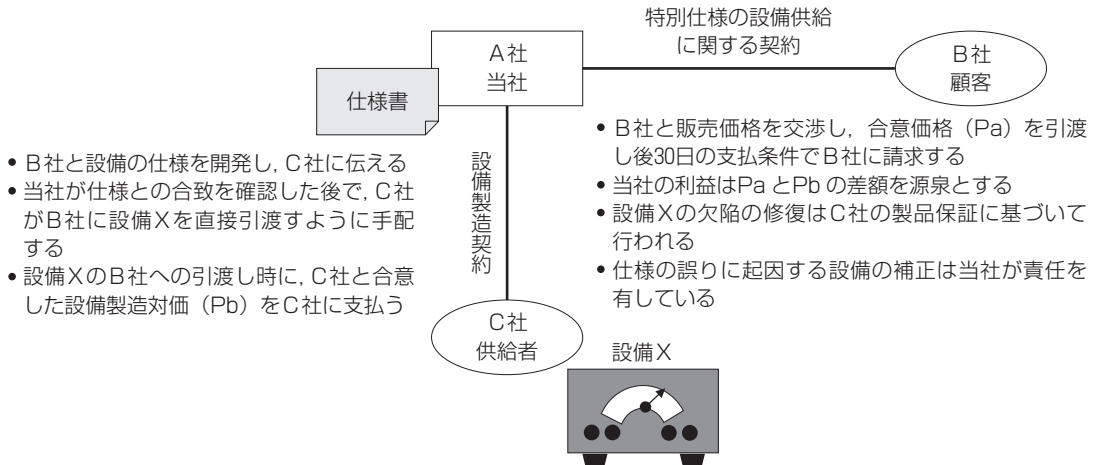 特別仕様の設備供給
に関する契約
A社
当社
B社
顧客
仕様書
• B社と設備の仕様を開発し,C社に伝える
• 当社が仕様との合致を確認した後で,C社
がB社に設備Xを直接引渡すように手配
する
• 設備XのB社への引渡し時に,C社と合意
した設備製造対価(Pb)をC社に支払う
設備製造契約
• B社と販売価格を交渉し,合意価格(Pa)を引渡
し後30日の支払条件でB社に請求する
• 当社の利益はPaとPbの差額を源泉とする
• 設備Xの欠陥の修復はC社の製品保証に基づいて
行われる
• 仕様の誤りに起因する設備の補正は当社が責任を
有している
C社
供給者
設備X